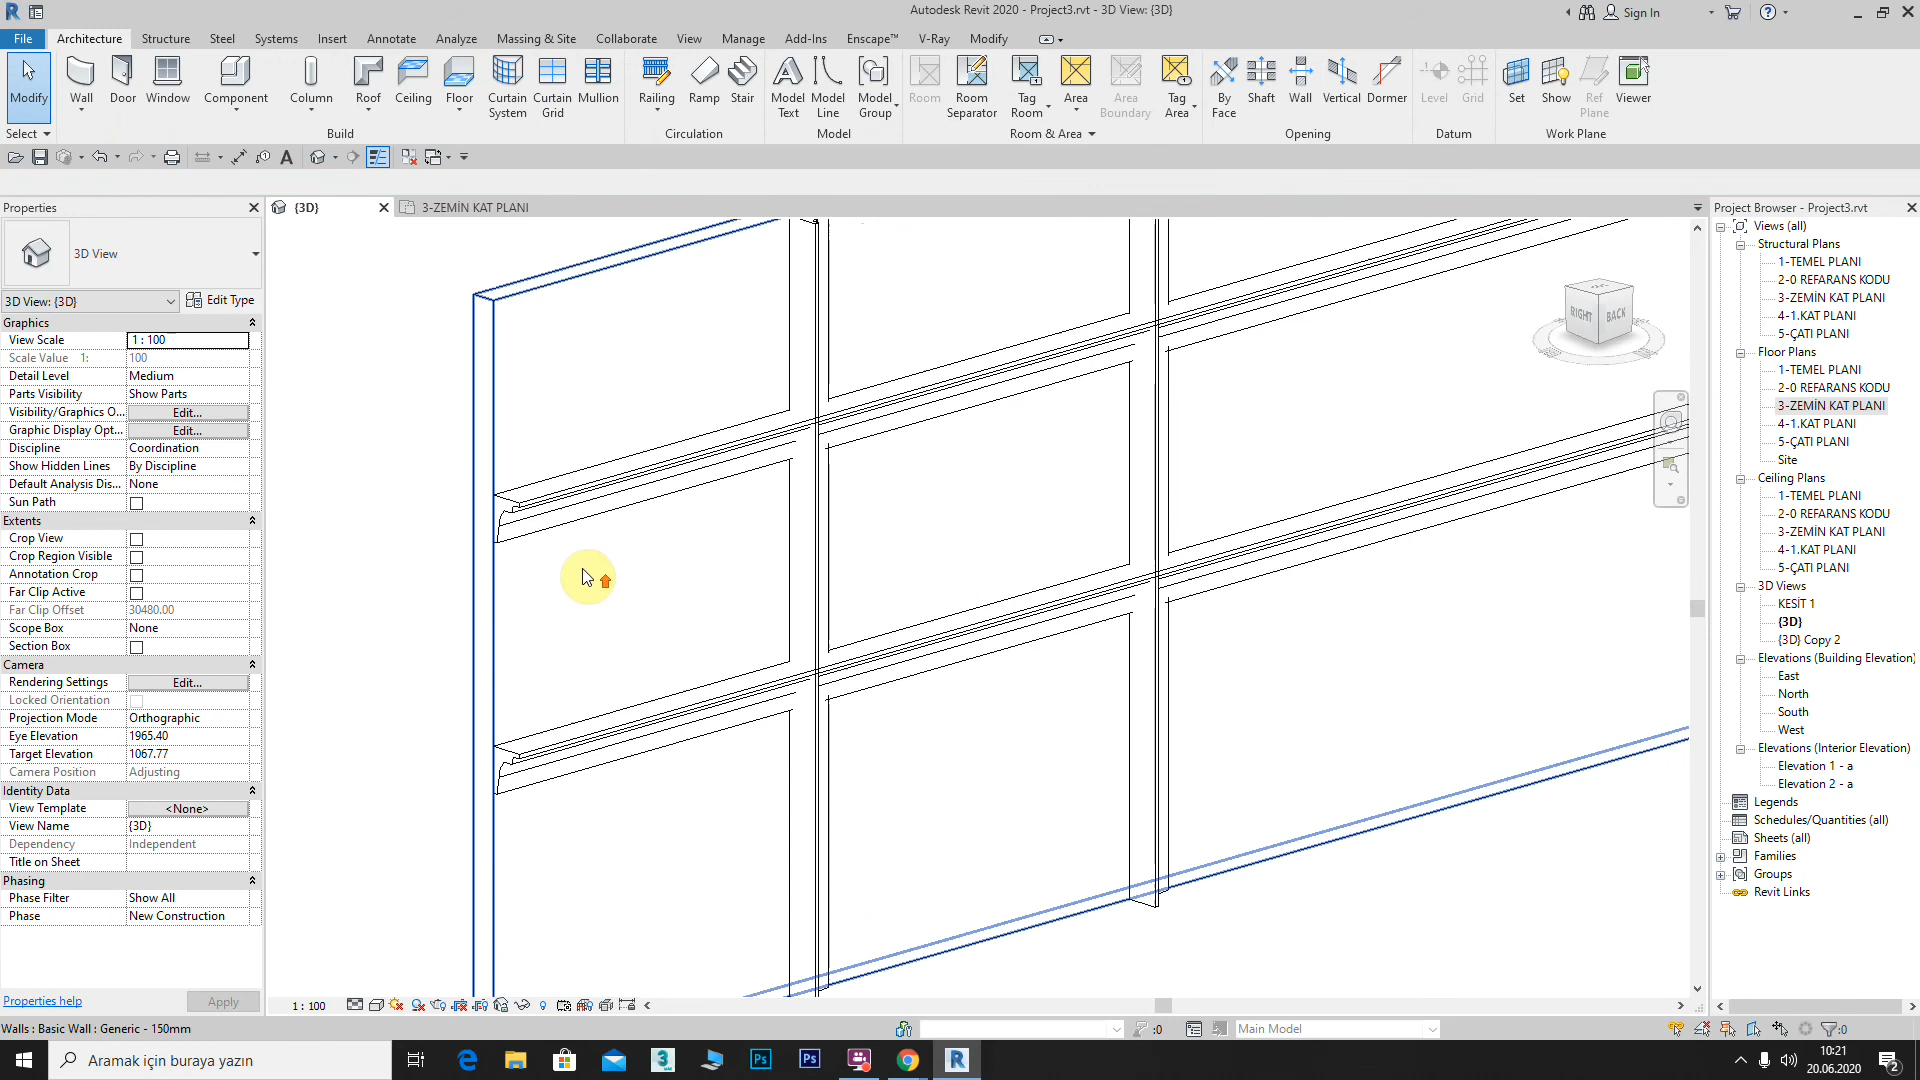 Autodesk Revit 2020 - Project3.rvt - 3D View: {3D}
Sign In
File Architecture Structure Steel Systems Insert Annotate Analyze Massing & Site Collaborate View Manage Add-Ins Enscape™ V-Ray Modify
Modify Wall Door Window Component Column Roof Ceiling Floor Curtain System Curtain Grid Mullion Railing Ramp Stair Model Text Model Line Model Group Room Room Separator Tag Room Area Area Boundary Tag Area By Face Shaft Wall Vertical Dormer Level Grid Set Show Ref Plane Viewer
Select Build Circulation Model Room & Area Opening Datum Work Plane
Properties
3D View
3D View: {3D} Edit Type
Graphics
View Scale 1 : 100
Scale Value 1: 100
Detail Level Medium
Parts Visibility Show Parts
Visibility/Graphics O... Edit...
Graphic Display Opt... Edit...
Discipline Coordination
Show Hidden Lines By Discipline
Default Analysis Dis... None
Sun Path
Extents
Crop View
Crop Region Visible
Annotation Crop
Far Clip Active
Far Clip Offset 30480.00
Scope Box None
Section Box
Camera
Rendering Settings Edit...
Locked Orientation
Projection Mode Orthographic
Eye Elevation 1965.40
Target Elevation 1067.77
Camera Position Adjusting
Identity Data
View Template <None>
View Name {3D}
Dependency Independent
Title on Sheet
Phasing
Phase Filter Show All
Phase New Construction
Properties help Apply
{3D} 3-ZEMİN KAT PLANI
RIGHT BACK
1 : 100
Project Browser - Project3.rvt
Views (all)
Structural Plans
1-TEMEL PLANI
2-0 REFARANS KODU
3-ZEMİN KAT PLANI
4-1.KAT PLANI
5-ÇATI PLANI
Floor Plans
1-TEMEL PLANI
2-0 REFARANS KODU
3-ZEMİN KAT PLANI
4-1.KAT PLANI
5-ÇATI PLANI
Site
Ceiling Plans
1-TEMEL PLANI
2-0 REFARANS KODU
3-ZEMİN KAT PLANI
4-1.KAT PLANI
5-ÇATI PLANI
3D Views
KESİT 1
{3D}
{3D} Copy 2
Elevations (Building Elevation)
East
North
South
West
Elevations (Interior Elevation)
Elevation 1 - a
Elevation 2 - a
Legends
Schedules/Quantities (all)
Sheets (all)
Families
Groups
Revit Links
Walls : Basic Wall : Generic - 150mm :0 Main Model :0
Aramak için buraya yazın
10:21
20.06.2020
2